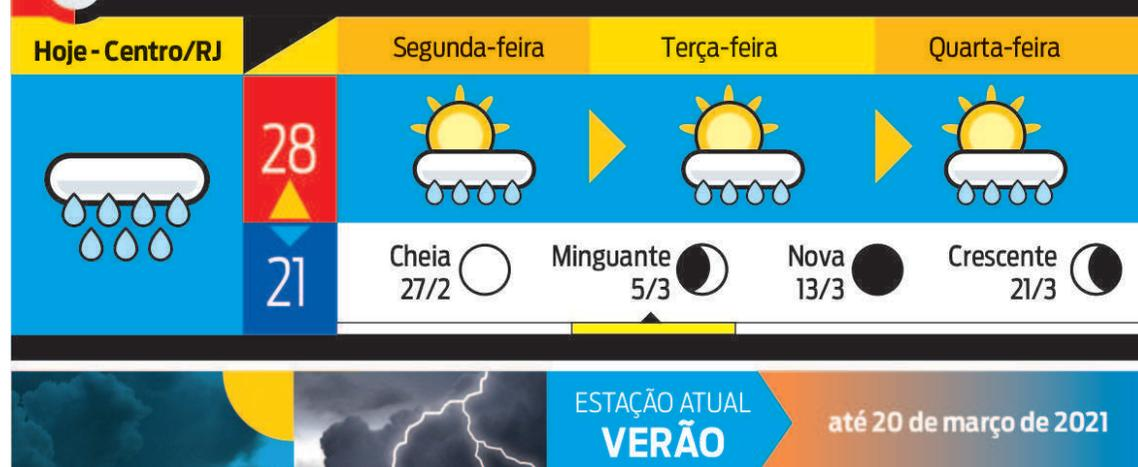 Hoje - Centro/RJ
Segunda-feira
Terça-feira
Quarta-feira
28
21
Cheia
27/2
Minguante
5/3
Nova
13/3
Crescente
21/3
ESTAÇÃO ATUAL
VERÃO
até 20 de março de 2021